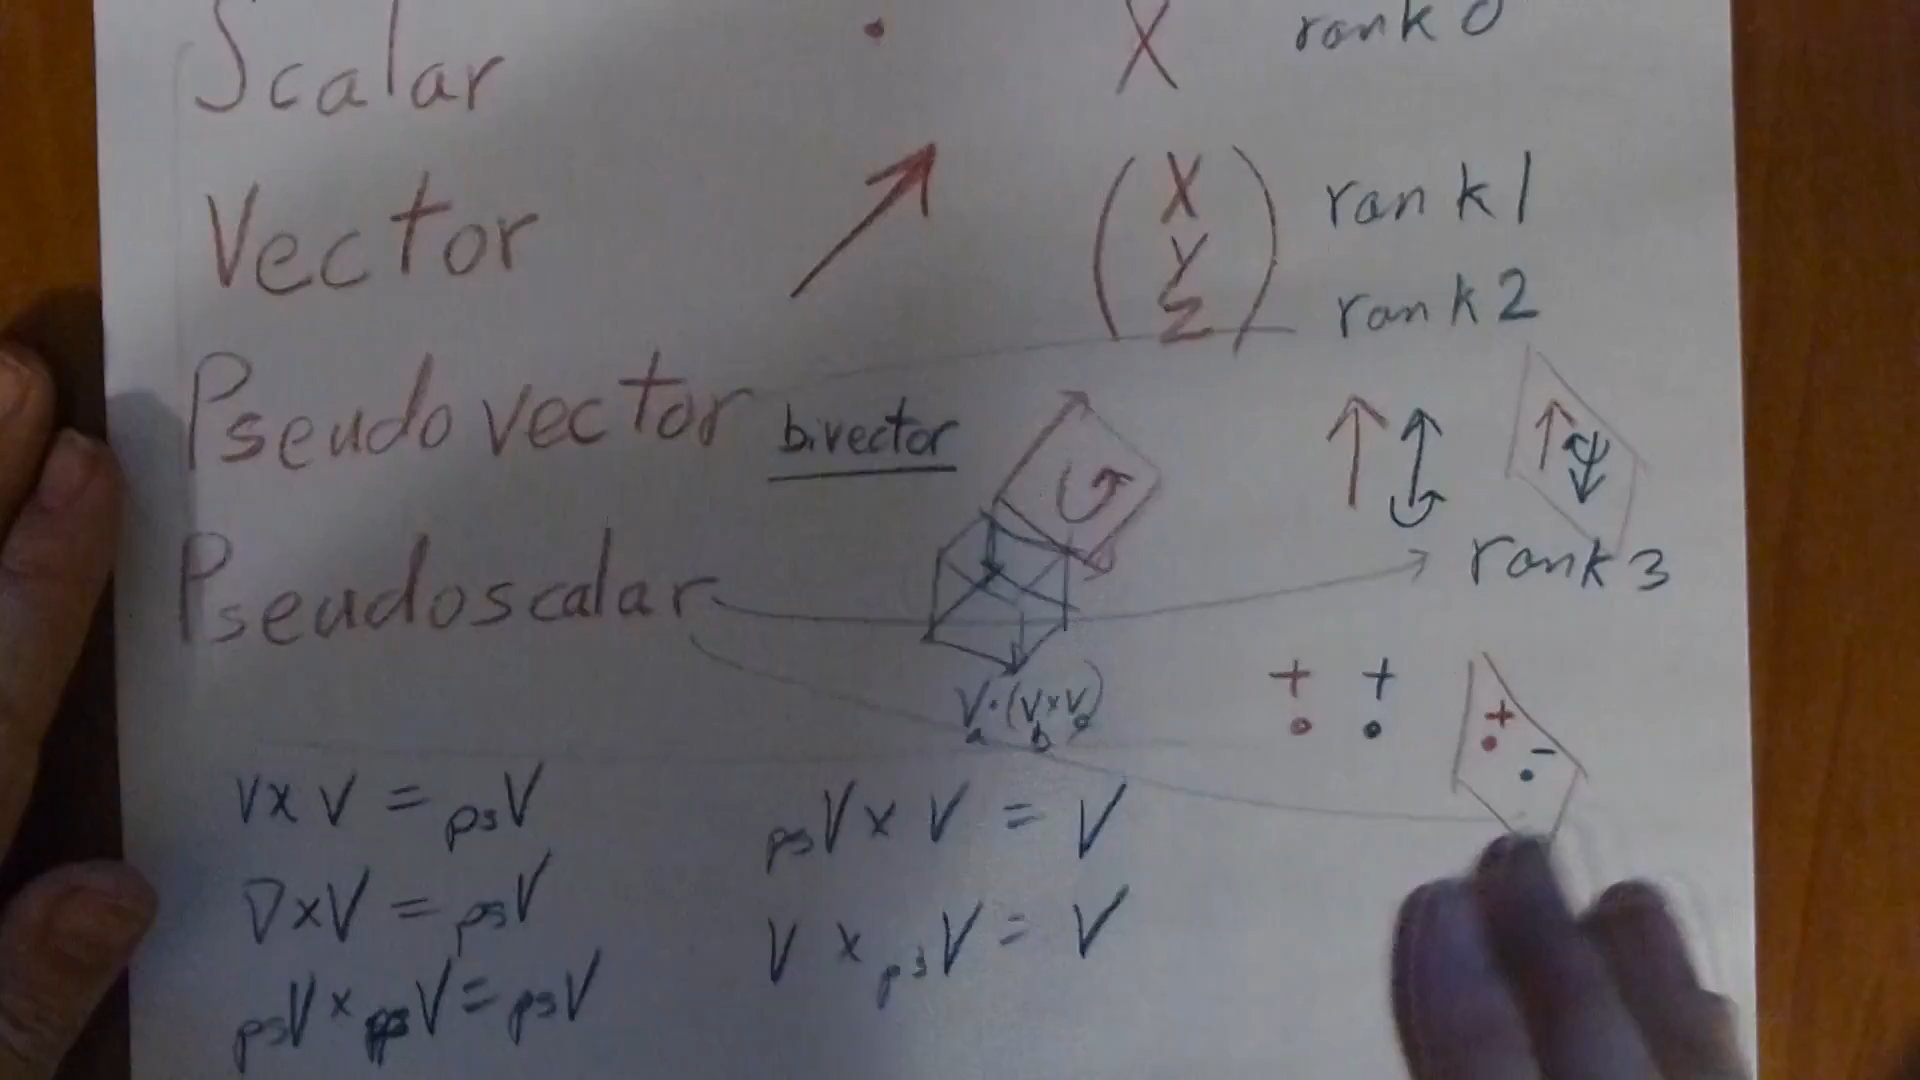 Scalar • X rank 0
Vector (X rank 1
Y
Z) rank 2
Pseudovector bivector
Pseudoscalar rank 3
V·(V×V)
a b c
+ + + −
V×V = psV psV×V = V
∇×V = psV V×psV = V
psV×psV = psV